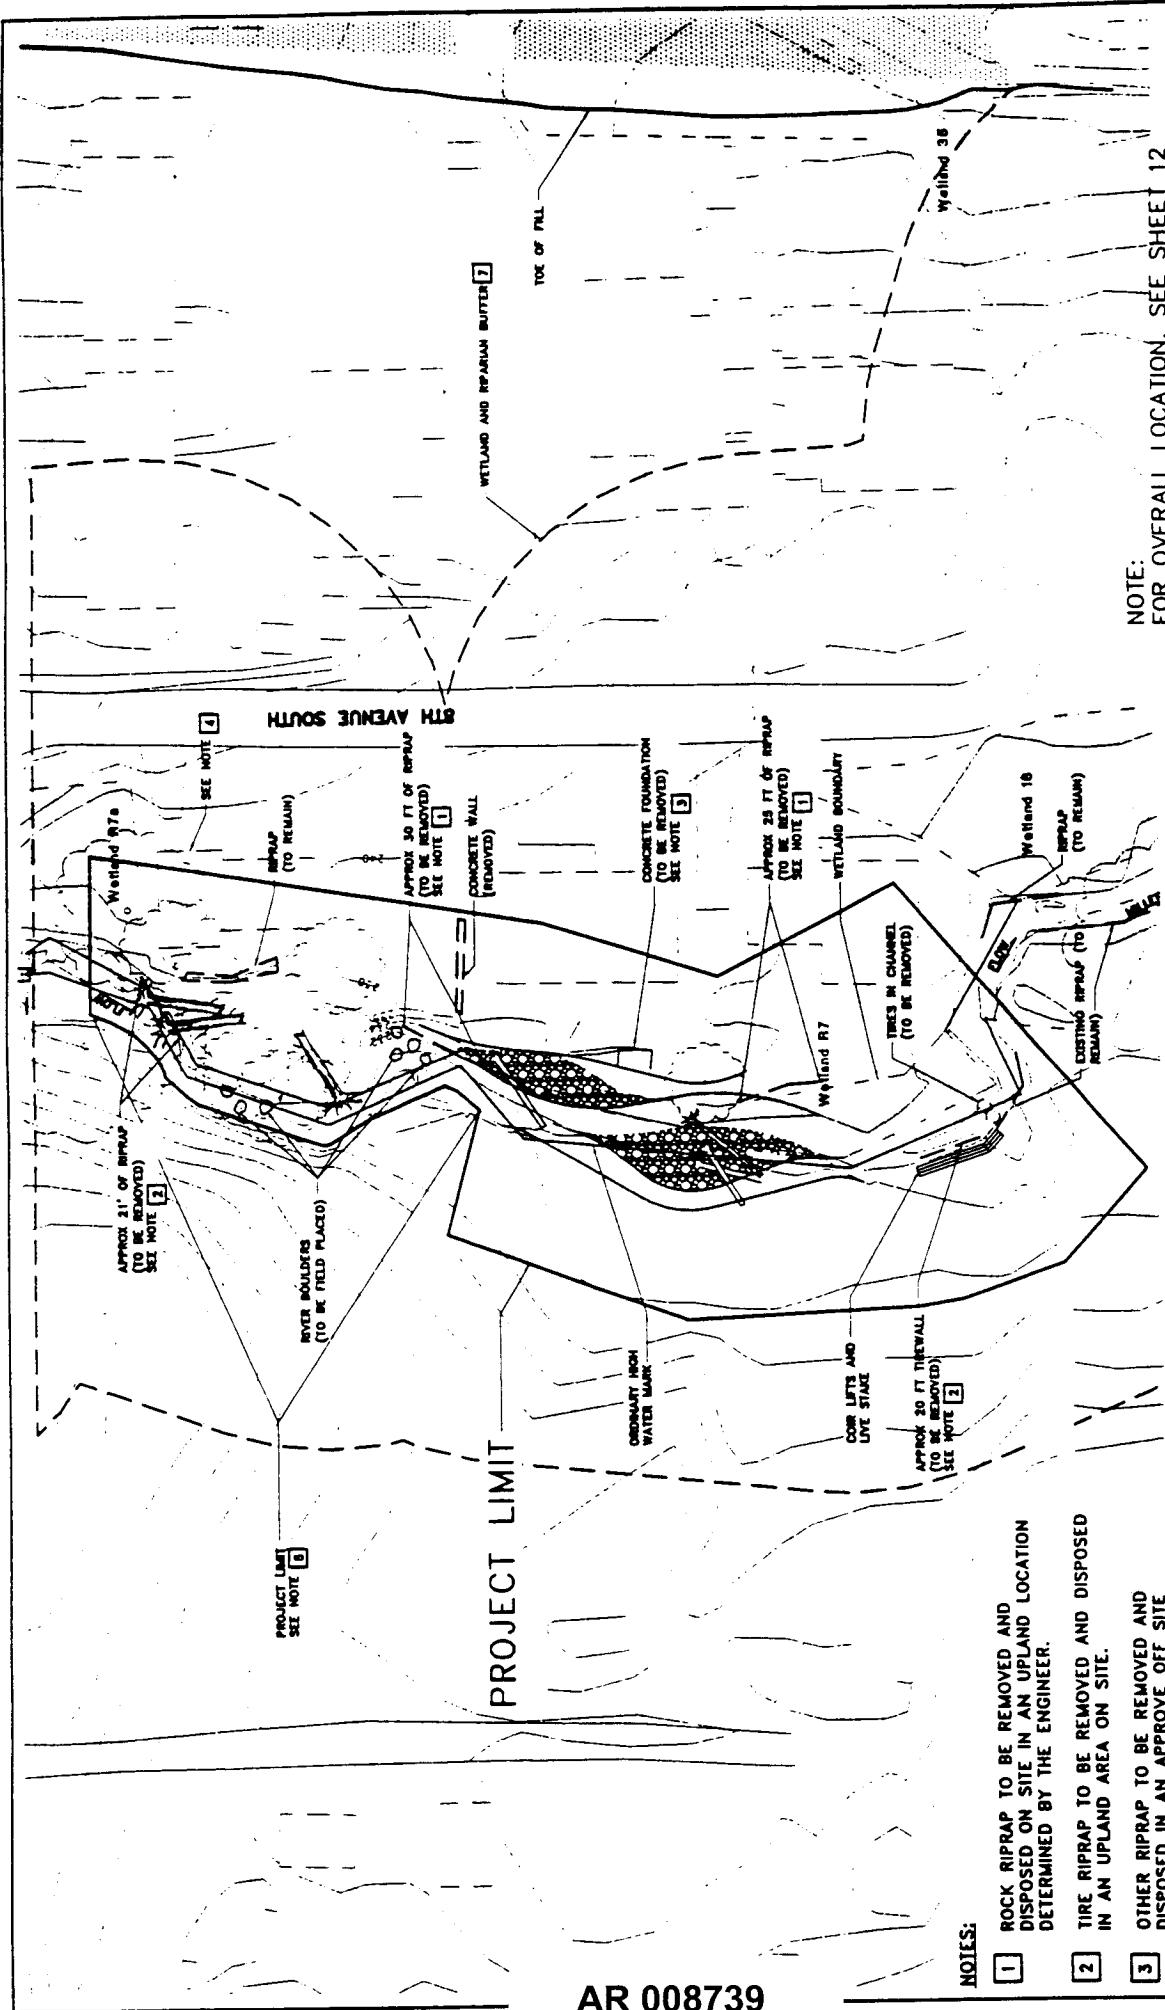 TOE OF FILL
WETLAND AND RIPARIAN BUFFER 7
Wetland 35
8TH AVENUE SOUTH
Wetland R7a
SEE NOTE 4
RIPRAP
(TO REMAIN)
APPROX 30 FT OF RIPRAP
(TO BE REMOVED)
SEE NOTE 1
CONCRETE WALL
(REMOVED)
CONCRETE FOUNDATION
(TO BE REMOVED)
SEE NOTE 3
APPROX 25 FT OF RIPRAP
(TO BE REMOVED)
SEE NOTE 1
WETLAND BOUNDARY
Wetland 18
RIPRAP
(TO REMAIN)
FLOW
Wetland R7
TIRES IN CHANNEL
(TO BE REMOVED)
FLOW
EXISTING RIPRAP (TO
REMAIN)
APPROX 21' OF RIPRAP
(TO BE REMOVED)
SEE NOTE 2
RIVER BOULDERS
(TO BE FIELD PLACED)
ORDINARY HIGH
WATER MARK
COIR LIFTS AND
LIVE STAKE
APPROX 20 FT TIREWALL
(TO BE REMOVED)
SEE NOTE 2
PROJECT LIMIT
SEE NOTE
PROJECT LIMIT
NOTE:
FOR OVERALL LOCATION, SEE SHEET 12
NOTES:
1 ROCK RIPRAP TO BE REMOVED AND
DISPOSED ON SITE IN AN UPLAND LOCATION
DETERMINED BY THE ENGINEER.
2 TIRE RIPRAP TO BE REMOVED AND DISPOSED
IN AN UPLAND AREA ON SITE.
3 OTHER RIPRAP TO BE REMOVED AND
DISPOSED IN AN APPROVE OFF SITE
AR 008739